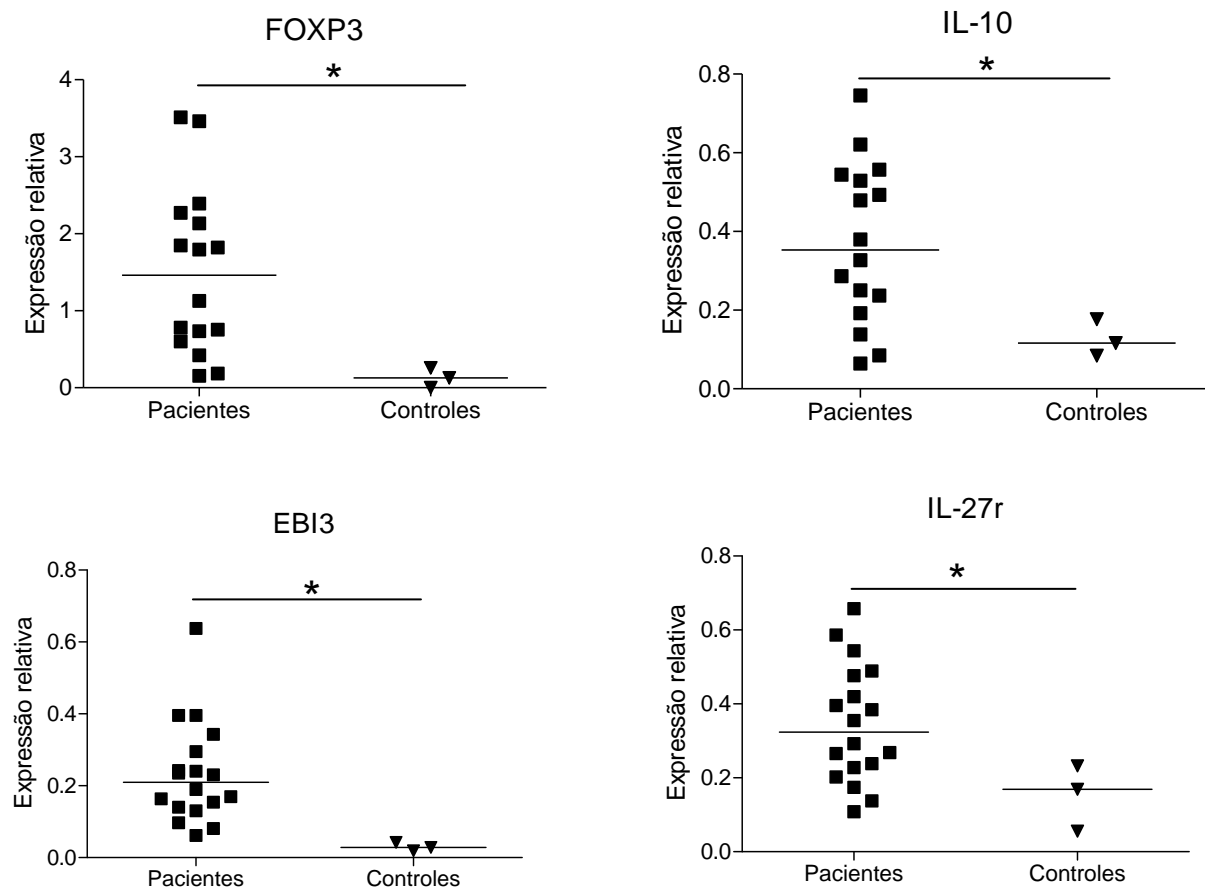 FOXP3
*
Expressão relativa
4
3
2
1
0
Pacientes
Controles
IL-10
*
Expressão relativa
0.8
0.6
0.4
0.2
0.0
Pacientes
Controles
EBI3
*
Expressão relativa
0.8
0.6
0.4
0.2
0.0
Pacientes
Controles
IL-27r
*
Expressão relativa
0.8
0.6
0.4
0.2
0.0
Pacientes
Controles